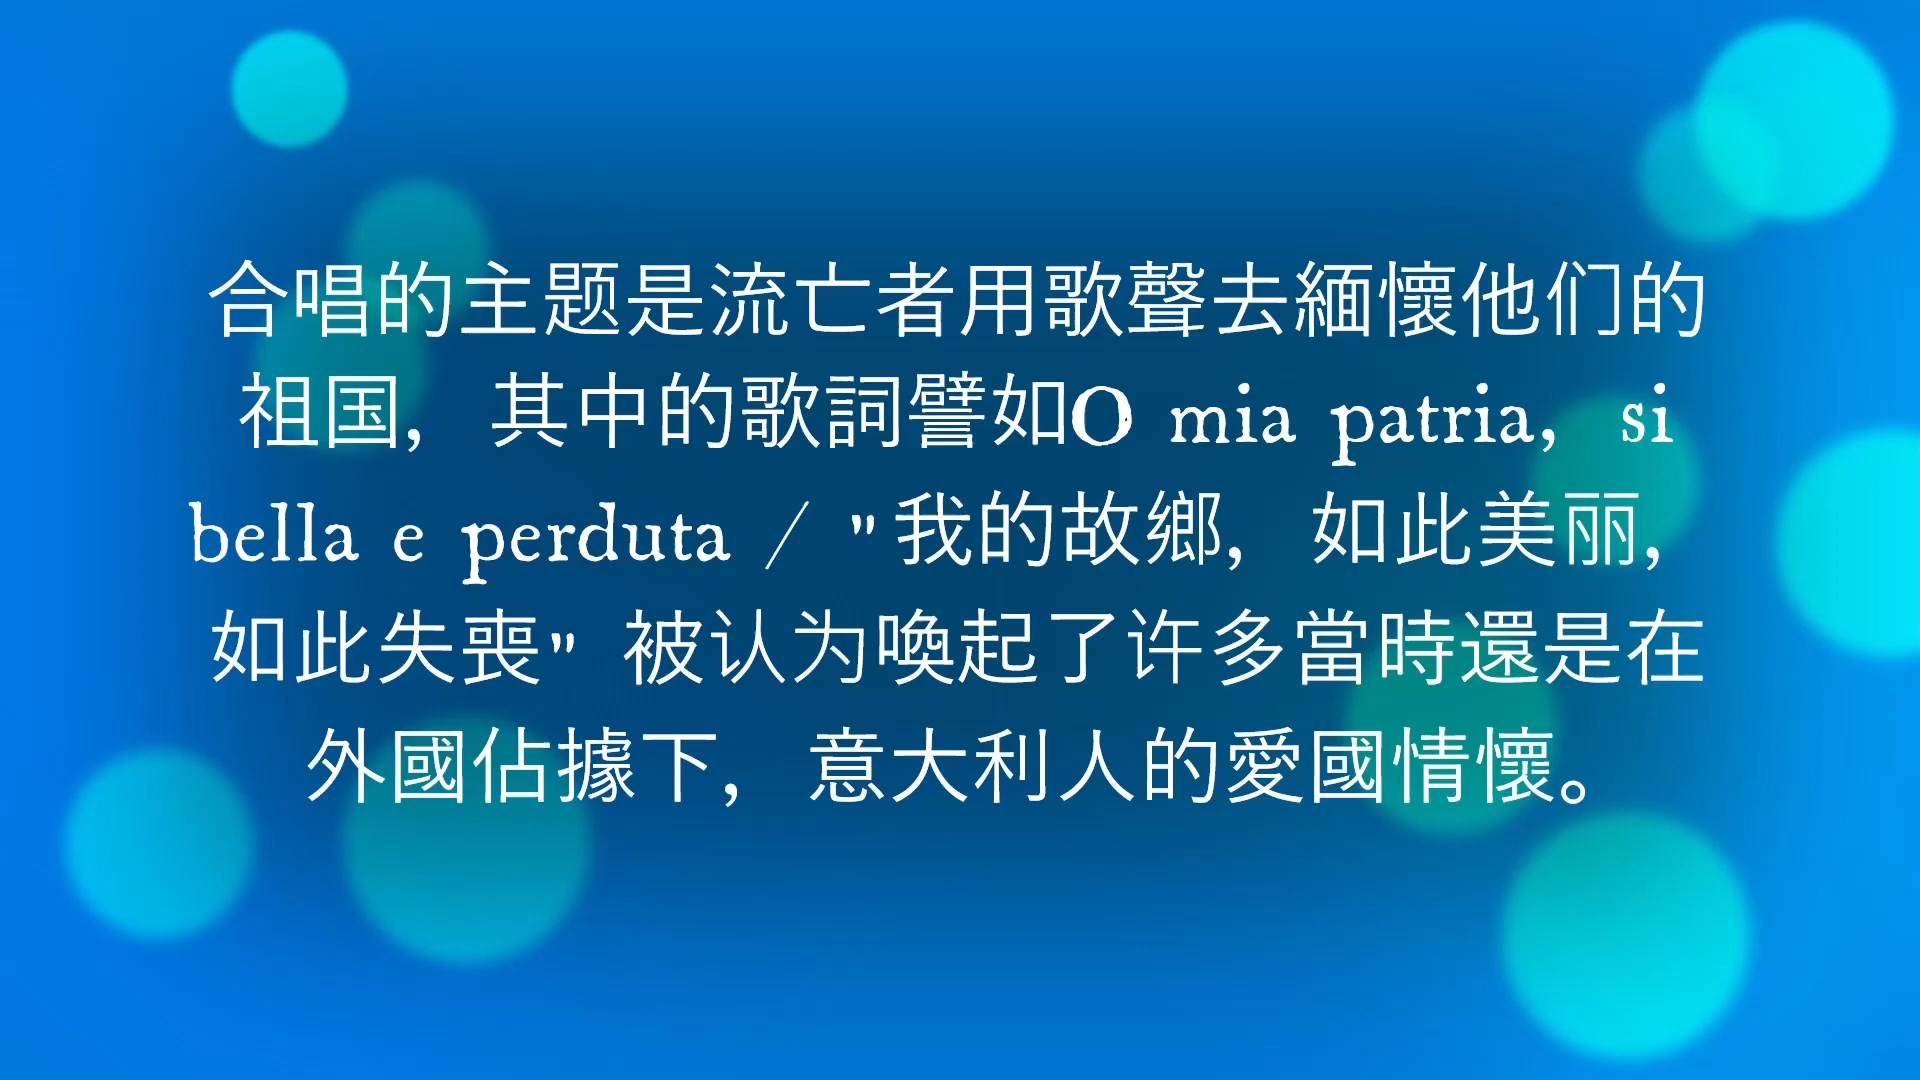 合唱的主题是流亡者用歌聲去緬懷他们的
祖国, 其中的歌詞譬如O mia patria, si
bella e perduta / "我的故鄉, 如此美丽,
如此失喪" 被认为喚起了许多當時還是在
外國佔據下, 意大利人的愛國情懷。